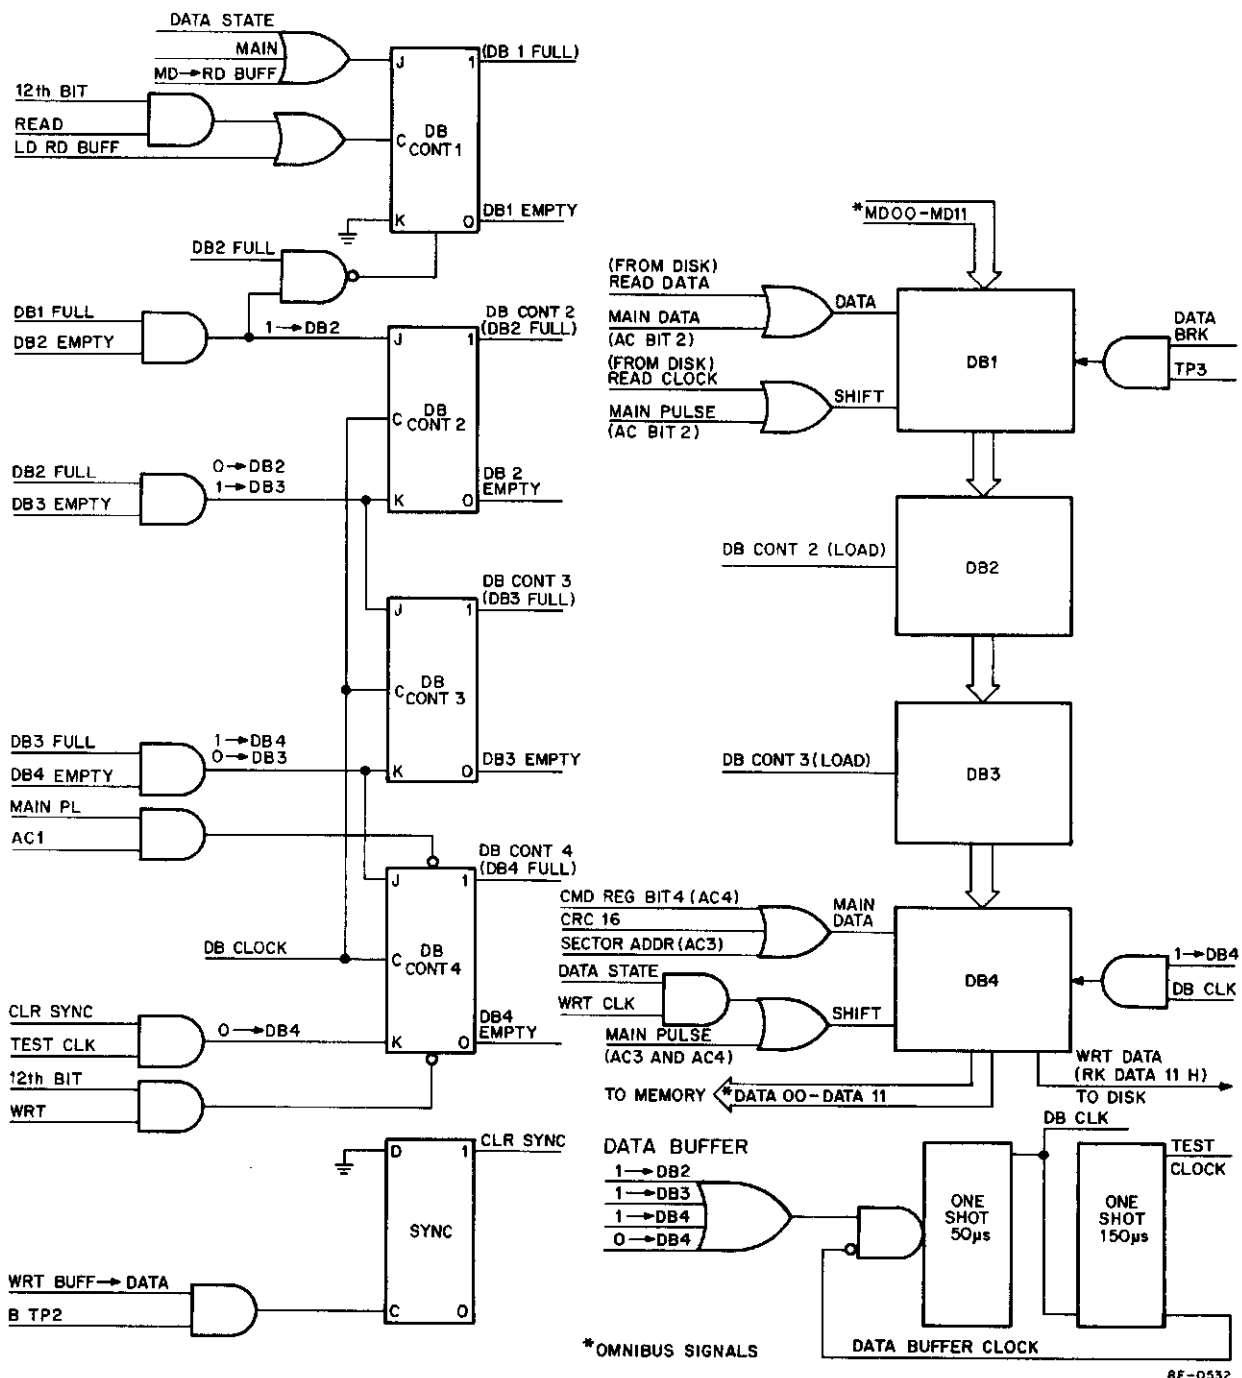 DATA STATE
MAIN
MD→RD BUFF
12th BIT
READ
LD RD BUFF
J
1
(DB 1 FULL)
C
DB
CONT 1
K
0
DB1 EMPTY
DB2 FULL
DB1 FULL
DB2 EMPTY
1→DB2
J
1
DB CONT 2
(DB2 FULL)
C
DB
CONT 2
K
0
DB 2
EMPTY
DB2 FULL
DB3 EMPTY
0→DB2
1→DB3
J
1
DB CONT 3
(DB3 FULL)
C
DB
CONT 3
K
0
DB3 EMPTY
DB3 FULL
DB4 EMPTY
1→DB4
0→DB3
MAIN PL
AC1
J
1
DB CONT 4
(DB4 FULL)
DB CLOCK
C
DB
CONT 4
K
0
DB4
EMPTY
CLR SYNC
TEST CLK
0→DB4
12th BIT
WRT
D
1
CLR SYNC
SYNC
C
0
WRT BUFF→DATA
B TP2
*MD00-MD11
(FROM DISK)
READ DATA
MAIN DATA
(AC BIT 2)
DATA
(FROM DISK)
READ CLOCK
MAIN PULSE
(AC BIT 2)
SHIFT
DB1
DATA
BRK
TP3
DB CONT 2 (LOAD)
DB2
DB CONT 3(LOAD)
DB3
CMD REG BIT4 (AC4)
CRC 16
SECTOR ADDR(AC3)
MAIN
DATA
DATA STATE
WRT CLK
MAIN PULSE
(AC3 AND AC4)
SHIFT
DB4
1→DB4
DB CLK
TO MEMORY
*DATA 00-DATA 11
WRT DATA
(RK DATA 11 H)
TO DISK
DATA BUFFER
1→DB2
1→DB3
1→DB4
0→DB4
DB CLK
ONE
SHOT
50µs
ONE
SHOT
150µs
TEST
CLOCK
DATA BUFFER CLOCK
*OMNIBUS SIGNALS
8E-0532